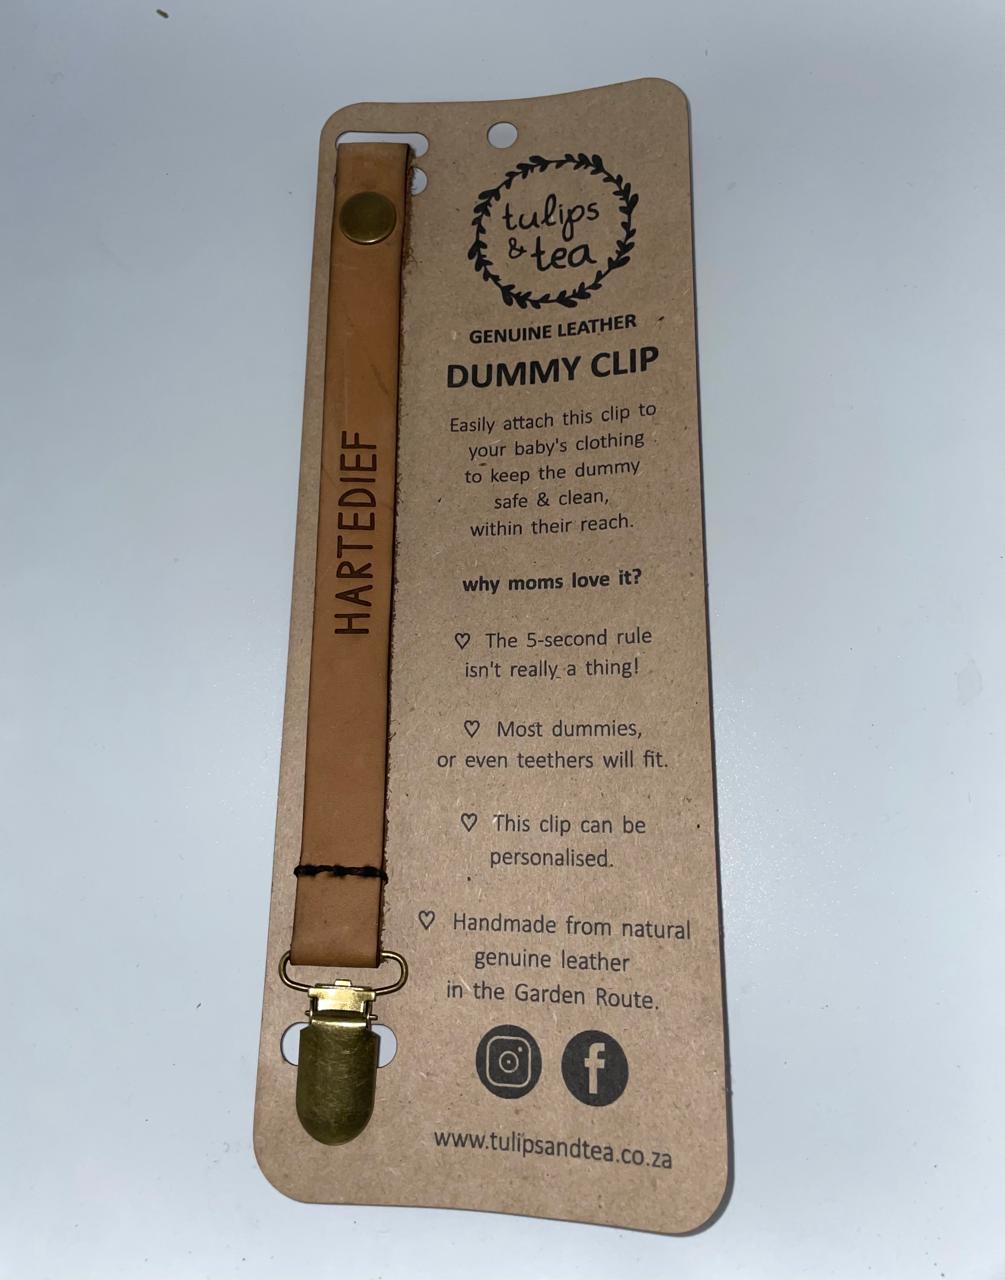 HARTEDIEF
tulips
& tea
GENUINE LEATHER
DUMMY CLIP
Easily attach this clip to
your baby's clothing
to keep the dummy
safe & clean,
within their reach.
why moms love it?
♡ The 5-second rule
isn't really a thing!
♡ Most dummies,
or even teethers will fit.
♡ This clip can be
personalised.
♡ Handmade from natural
genuine leather
in the Garden Route.
www.tulipsandtea.co.za